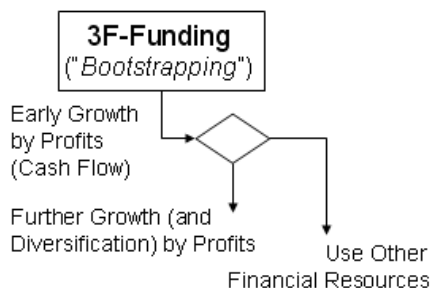 3F-Funding
("Bootstrapping")
Early Growth
by Profits
(Cash Flow)
Further Growth (and
Diversification) by Profits
Use Other
Financial Resources